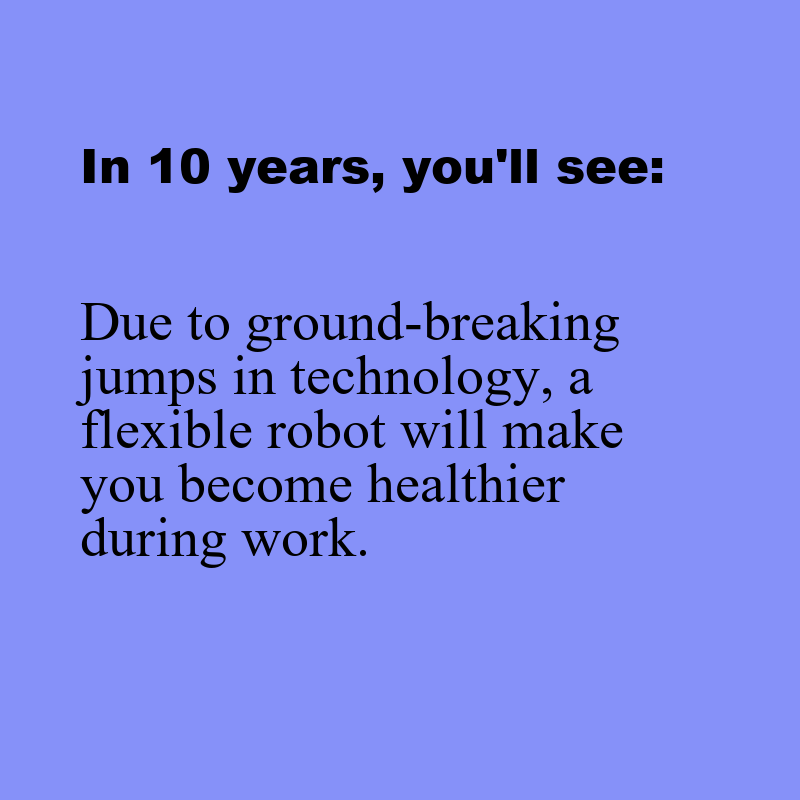 In 10 years, you'll see:
Due to ground-breaking
jumps in technology, a
flexible robot will make
you become healthier
during work.